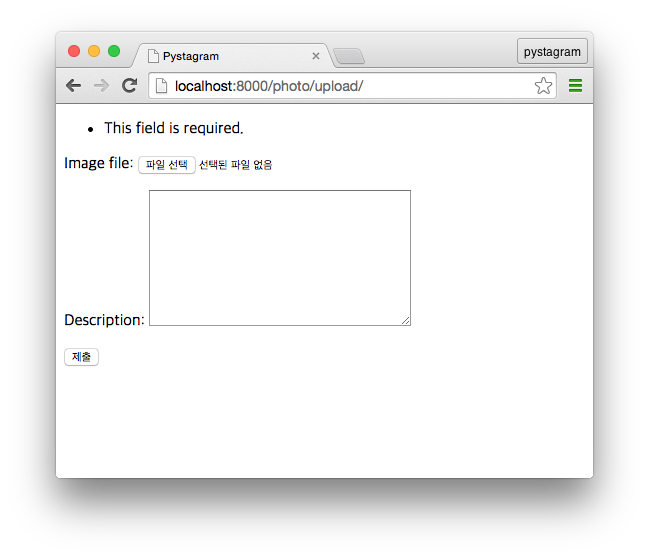 Pystagram
pystagram
localhost:8000/photo/upload/
This field is required.
Image file: 파일 선택 선택된 파일 없음
Description:
제출